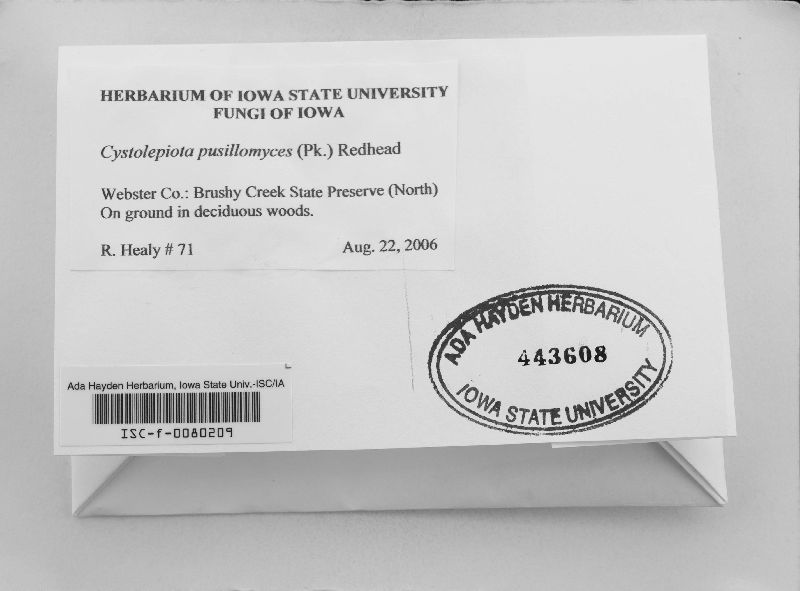 HERBARIUM OF IOWA STATE UNIVERSITY
FUNGI OF IOWA
Cystolepiota pusillomyces (Pk.) Redhead
Webster Co.: Brushy Creek State Preserve (North)
On ground in deciduous woods.
R. Healy # 71 Aug. 22, 2006
ADA HAYDEN HERBARIUM
443608
IOWA STATE UNIVERSITY
Ada Hayden Herbarium, Iowa State Univ.-ISC/IA
ISC-f-0080209